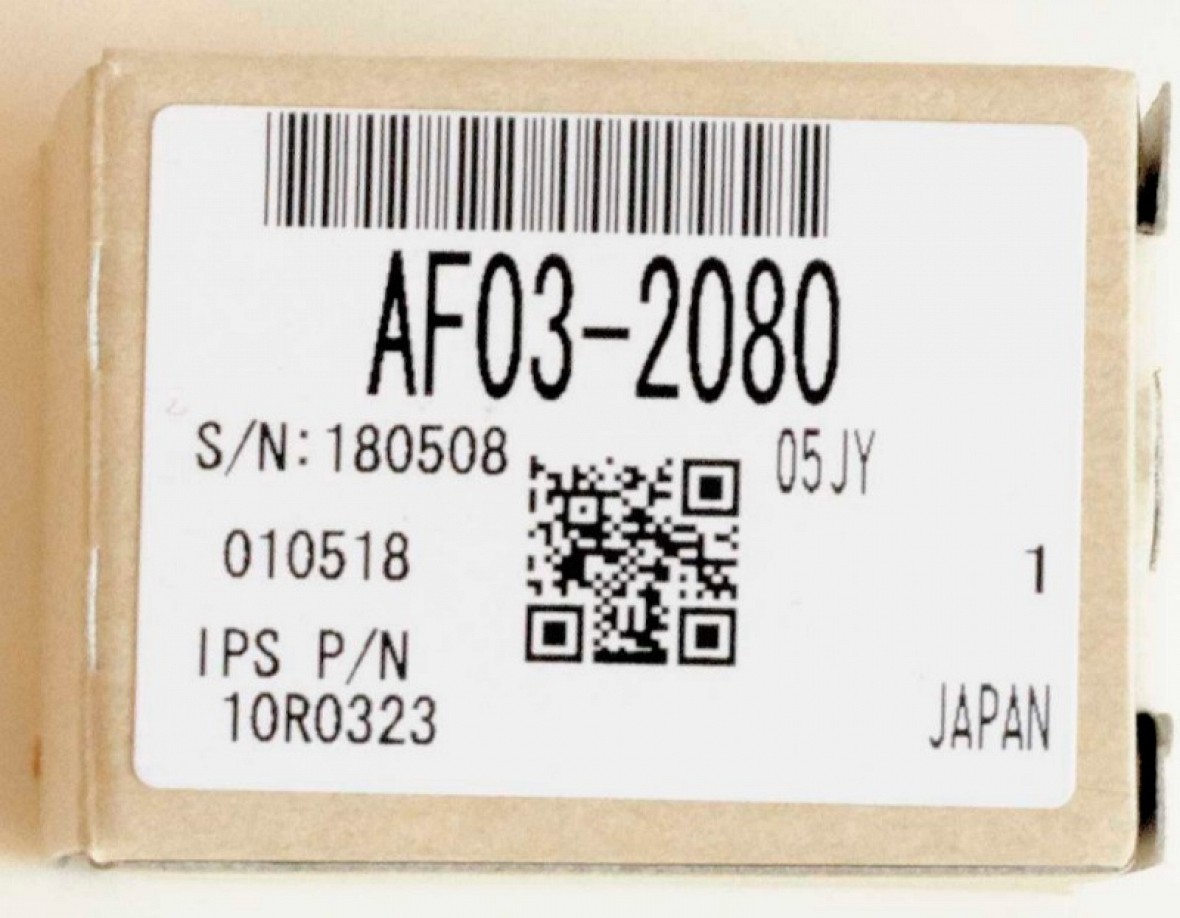 AF03-2080
S/N:180508
05JY
010518
1
IPS P/N
10R0323
JAPAN